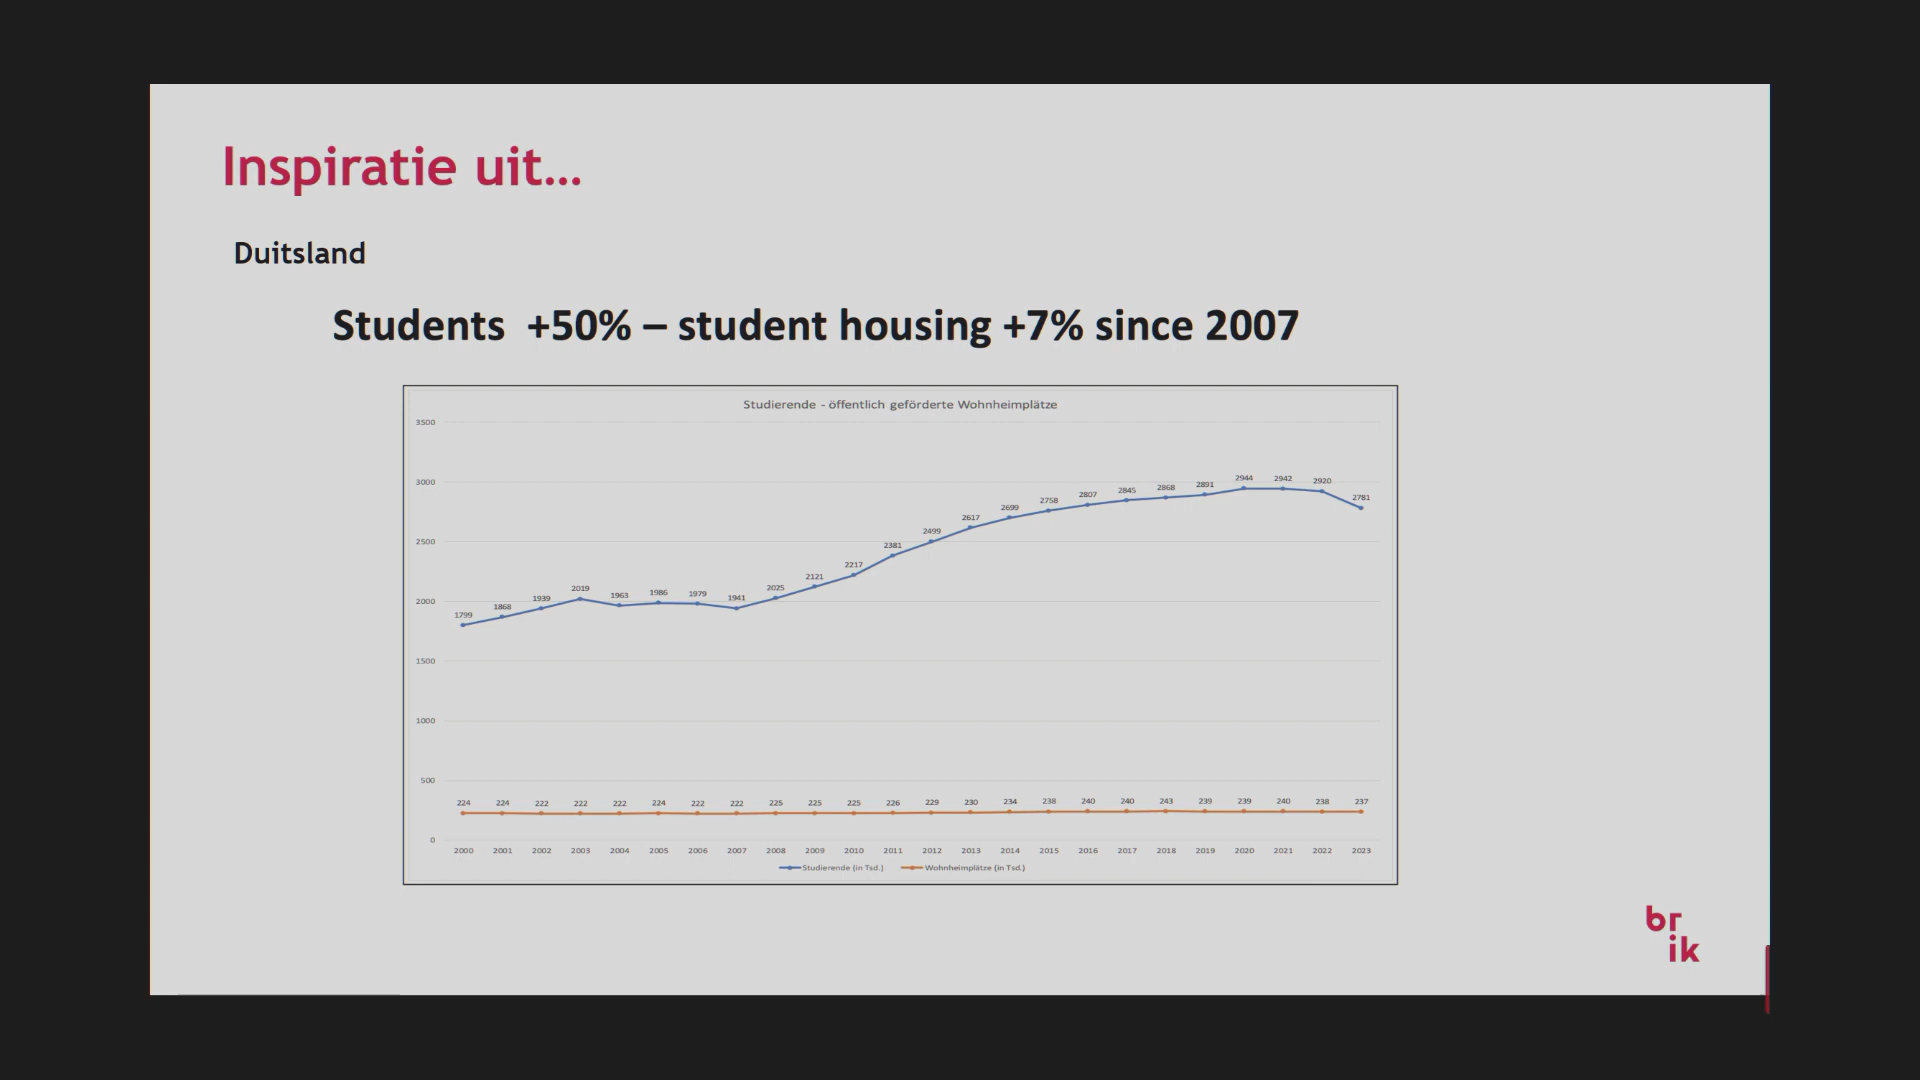 Inspiratie uit...
Duitsland
Students +50% – student housing +7% since 2007
Studierende - öffentlich geförderte Wohnheimplätze
3500
3000
2500
2000
1500
1000
500
0
1799 1868 1939 2019 1963 1986 1979 1941 2025 2121 2217 2381 2499 2617 2699 2758 2807 2845 2868 2891 2944 2942 2920 2781
224 224 222 222 222 224 222 222 225 225 225 226 229 230 234 238 240 240 243 239 239 240 238 237
2000 2001 2002 2003 2004 2005 2006 2007 2008 2009 2010 2011 2012 2013 2014 2015 2016 2017 2018 2019 2020 2021 2022 2023
Studierende (in Tsd.) Wohnheimplätze (in Tsd.)
br
ik